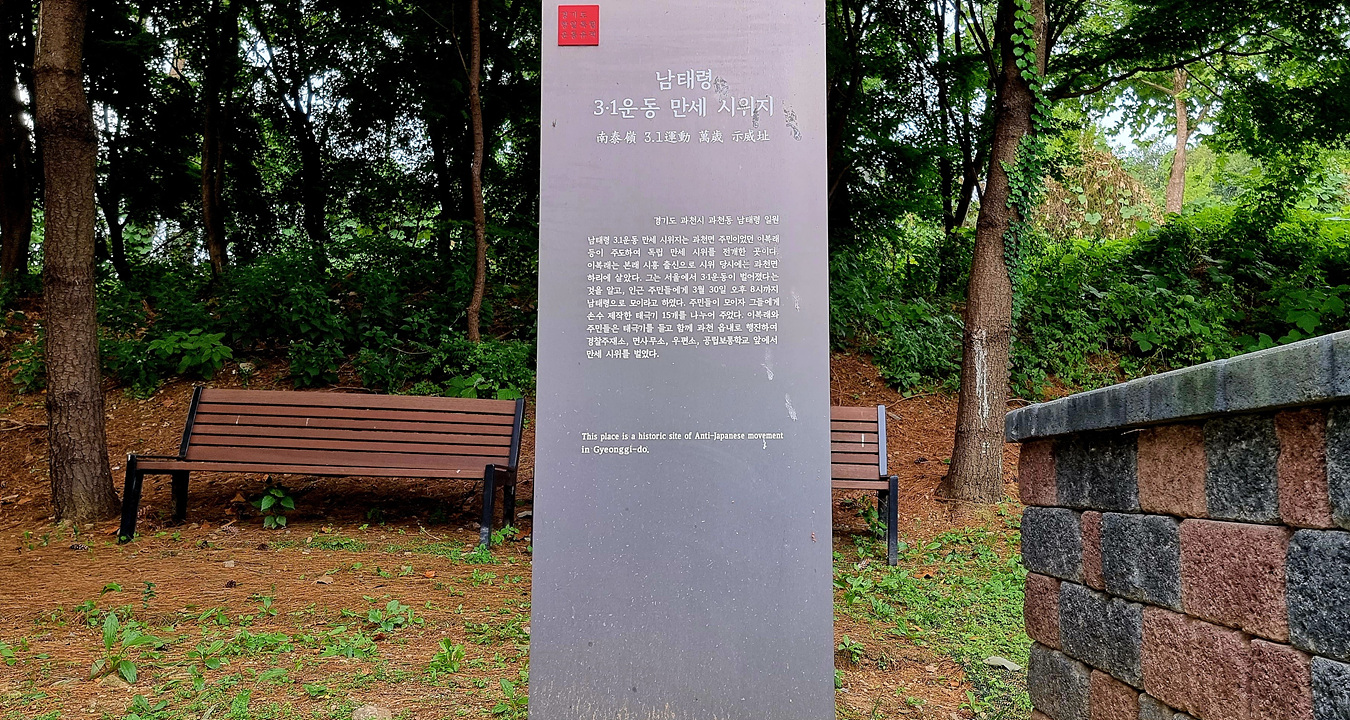 경기도
항일독립
운동유적
남태령
3·1운동 만세 시위지
南泰嶺 3.1運動 萬歲 示威址
경기도 과천시 과천동 남태령 일원
남태령 3.1운동 만세 시위지는 과천면 주민이었던 이복래
등이 주도하여 독립 만세 시위를 전개한 곳이다.
이복래는 본래 시흥 출신으로 시위 당시에는 과천면
하리에 살았다. 그는 서울에서 3·1운동이 벌어졌다는
것을 알고, 인근 주민들에게 3월 30일 오후 8시까지
남태령으로 모이라고 하였다. 주민들이 모이자 그들에게
손수 제작한 태극기 15개를 나누어 주었다. 이복래와
주민들은 태극기를 들고 함께 과천 읍내로 행진하여
경찰주재소, 면사무소, 우편소, 공립보통학교 앞에서
만세 시위를 벌였다.
This place is a historic site of Anti-Japanese movement
in Gyeonggi-do.